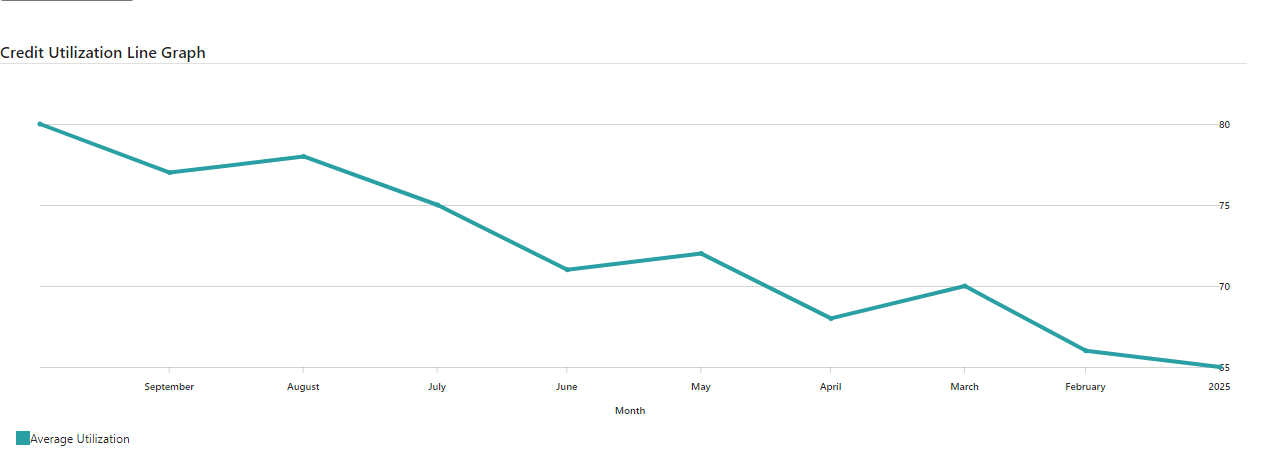 Credit Utilization Line Graph
80
75
70
65
September August July June May April March February 2025
Month
Average Utilization